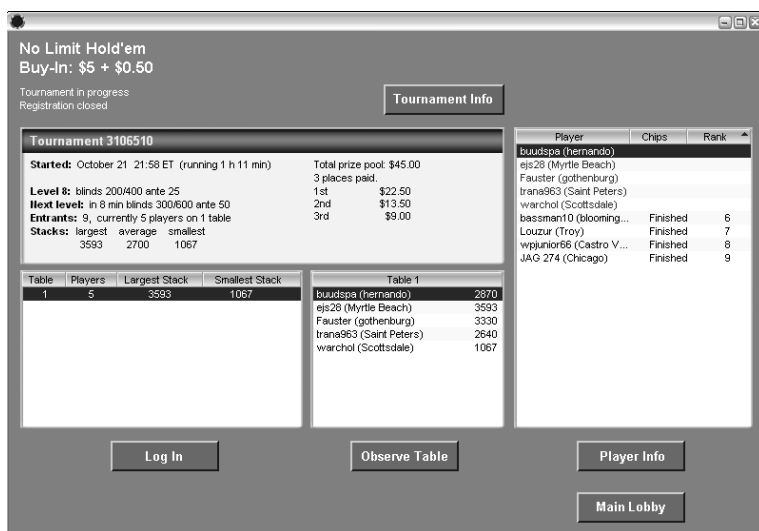 No Limit Hold'em
Buy-In: $5 + $0.50
Tournament in progress
Registration closed
Tournament Info
Tournament 3106510
Started: October 21 21:58 ET (running 1 h 11 min)
Level 8: blinds 200/400 ante 25
Next level: in 8 min blinds 300/600 ante 50
Entrants: 9, currently 5 players on 1 table
Stacks: largest average smallest
3593 2700 1067
Total prize pool: $45.00
3 places paid.
1st $22.50
2nd $13.50
3rd $9.00
Player Chips Rank
buudspa (hernando)
ejs28 (Myrtle Beach)
Fauster (gothenburg)
trana963 (Saint Peters)
warchol (Scottsdale)
bassman10 (blooming... Finished 6
Louzur (Troy) Finished 7
wpjunior66 (Castro V... Finished 8
JAG 274 (Chicago) Finished 9
Table Players Largest Stack Smallest Stack
1 5 3593 1067
Table 1
buudspa (hernando) 2870
ejs28 (Myrtle Beach) 3593
Fauster (gothenburg) 3330
trana963 (Saint Peters) 2640
warchol (Scottsdale) 1067
Log In
Observe Table
Player Info
Main Lobby